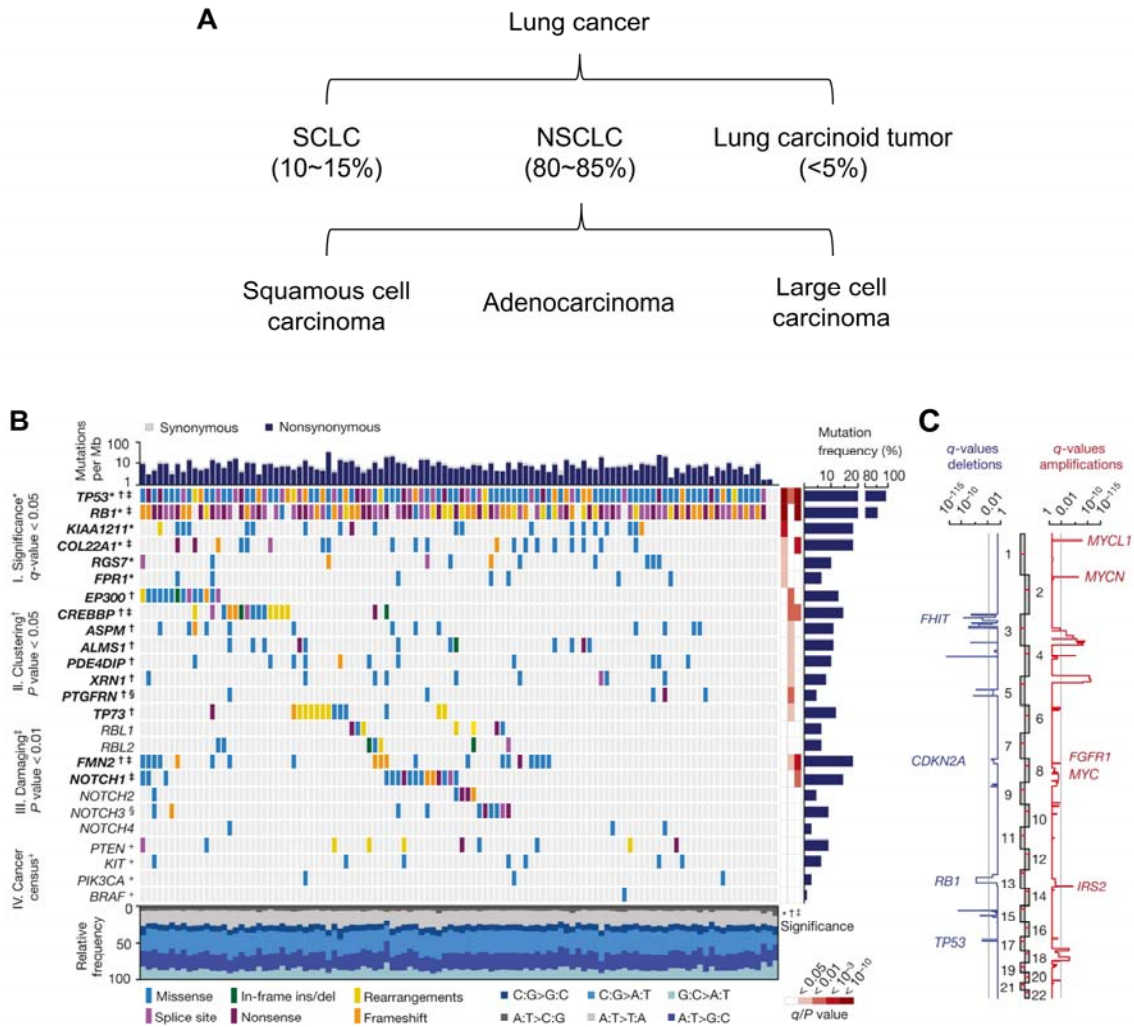 A
Lung cancer
SCLC
(10~15%)
NSCLC
(80~85%)
Lung carcinoid tumor
(<5%)
Squamous cell
carcinoma
Adenocarcinoma
Large cell
carcinoma
B
Synonymous
Nonsynonymous
Mutations
per Mb
100
10
1
Mutation
frequency (%)
10 20 80 100
I. Significance*
q-value < 0.05
II. Clustering†
P value < 0.05
III. Damaging‡
P value < 0.01
IV. Cancer
census+
TP53* † ‡
RB1* ‡
KIAA1211*
COL22A1* ‡
RGS7*
FPR1*
EP300 †
CREBBP † ‡
ASPM †
ALMS1 †
PDE4DIP †
XRN1 †
PTGFRN † §
TP73 †
RBL1
RBL2
FMN2 † ‡
NOTCH1 ‡
NOTCH2
NOTCH3 §
NOTCH4
PTEN +
KIT +
PIK3CA +
BRAF +
Relative
frequency
0
50
100
* † ‡
Significance
< 0.05
< 0.01
< 10⁻³
< 10⁻¹⁰
q/P value
Missense
In-frame ins/del
Rearrangements
Splice site
Nonsense
Frameshift
C:G>G:C
C:G>A:T
G:C>A:T
A:T>C:G
A:T>T:A
A:T>G:C
C
q-values
deletions
q-values
amplifications
10⁻¹¹⁵
10⁻¹⁰
0.01
1
1
0.01
10⁻¹⁰
10⁻¹¹⁵
MYCL1
MYCN
FHIT
CDKN2A
FGFR1
MYC
RB1
IRS2
TP53
1
2
3
4
5
6
7
8
9
10
11
12
13
14
15
16
17
18
19
20
21
22